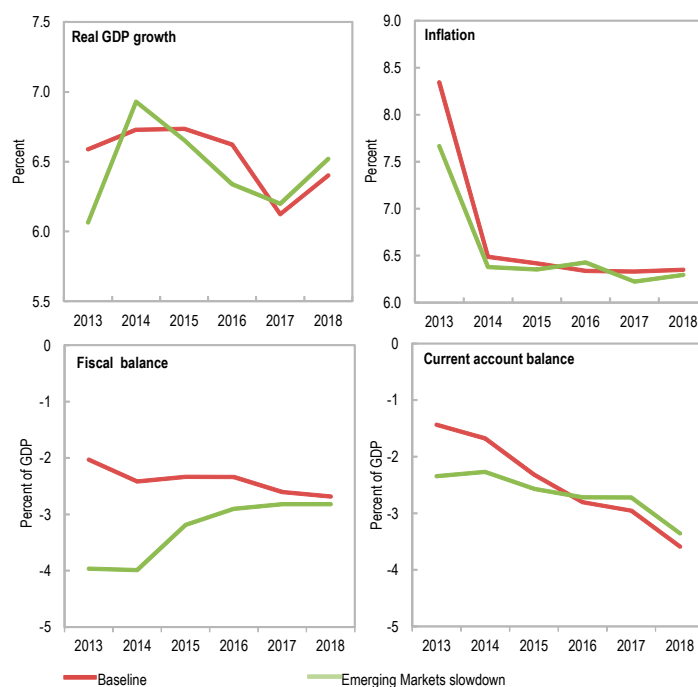 Real GDP growth
Percent
7.5
7.0
6.5
6.0
5.5
2013 2014 2015 2016 2017 2018
Inflation
Percent
9.0
8.5
8.0
7.5
7.0
6.5
6.0
2013 2014 2015 2016 2017 2018
Fiscal balance
Percent of GDP
0
-1
-2
-3
-4
-5
2013 2014 2015 2016 2017 2018
Current account balance
Percent of GDP
0
-1
-2
-3
-4
-5
2013 2014 2015 2016 2017 2018
Baseline
Emerging Markets slowdown